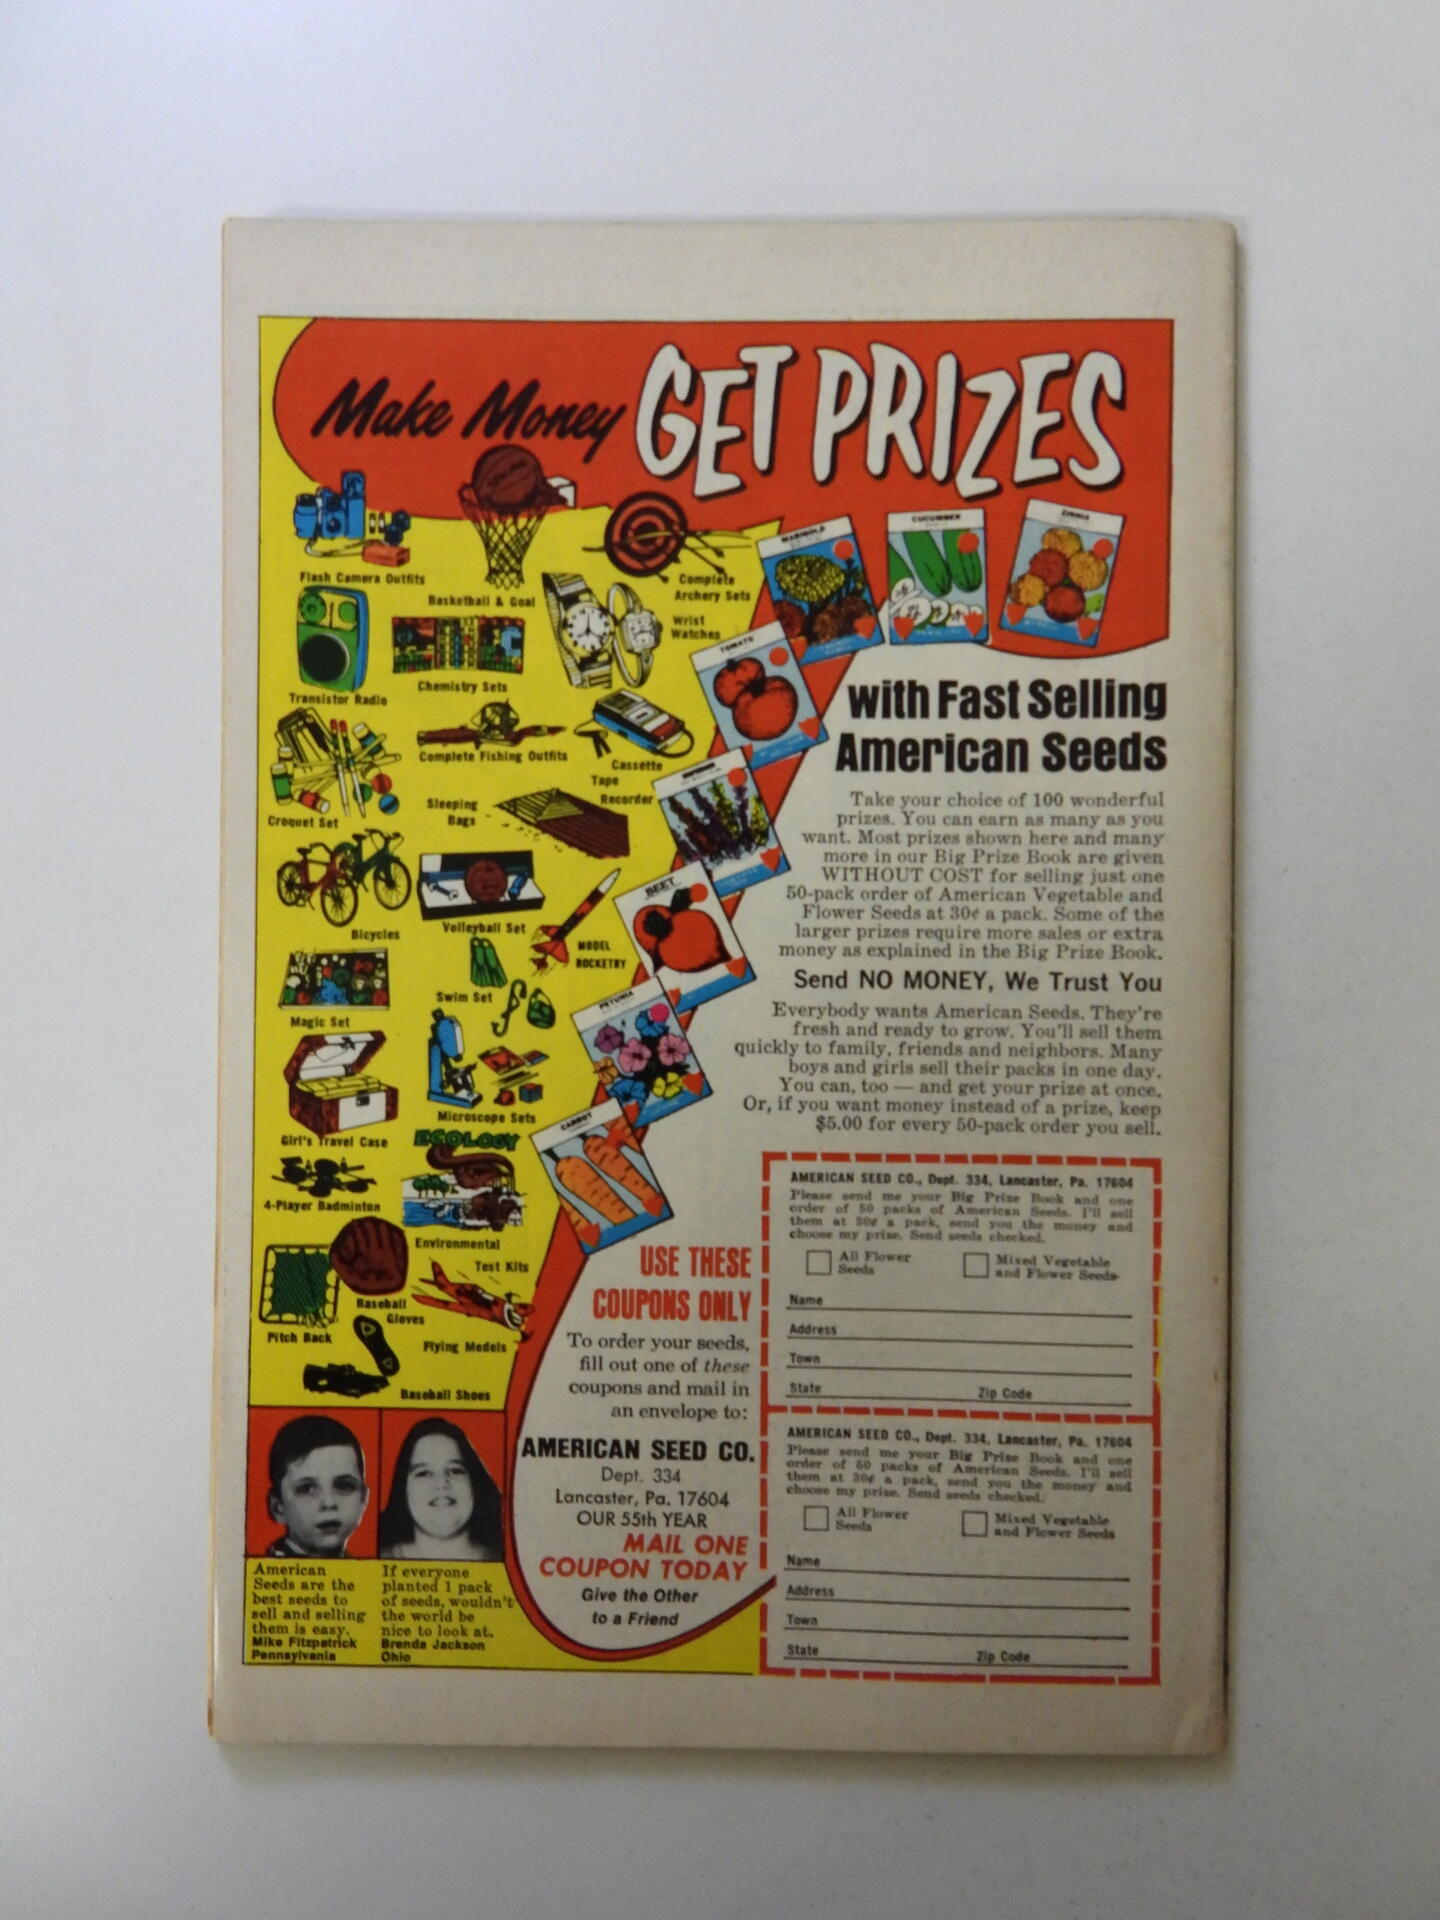 Make Money GET PRIZES
Flash Camera Outfits
Basketball & Goal
Complete
Archery Sets
Wrist
Watches
Transistor Radio
Chemistry Sets
Complete Fishing Outfits
Cassette
Tape
Recorder
Croquet Set
Sleeping
Bags
Bicycles
Volleyball Set
MODEL
ROCKETRY
Magic Set
Swim Set
Girl's Travel Case
Microscope Sets
ECOLOGY
4-Player Badminton
Environmental
Test Kits
Pitch Back
Baseball
Gloves
Flying Models
Baseball Shoes
MARIGOLD
CUCUMBER
ZINNIA
TOMATO
BEET
PETUNIA
CARROT
with Fast Selling
American Seeds
Take your choice of 100 wonderful
prizes. You can earn as many as you
want. Most prizes shown here and many
more in our Big Prize Book are given
WITHOUT COST for selling just one
50-pack order of American Vegetable and
Flower Seeds at 30¢ a pack. Some of the
larger prizes require more sales or extra
money as explained in the Big Prize Book.
Send NO MONEY, We Trust You
Everybody wants American Seeds. They're
fresh and ready to grow. You'll sell them
quickly to family, friends and neighbors. Many
boys and girls sell their packs in one day.
You can, too — and get your prize at once.
Or, if you want money instead of a prize, keep
$5.00 for every 50-pack order you sell.
USE THESE
COUPONS ONLY
To order your seeds,
fill out one of these
coupons and mail in
an envelope to:
AMERICAN SEED CO.
Dept. 334
Lancaster, Pa. 17604
OUR 55th YEAR
MAIL ONE
COUPON TODAY
Give the Other
to a Friend
AMERICAN SEED CO., Dept. 334, Lancaster, Pa. 17604
Please send me your Big Prize Book and one
order of 50 packs of American Seeds. I'll sell
them at 30¢ a pack, send you the money and
choose my prize. Send seeds checked.
All Flower
Seeds
Mixed Vegetable
and Flower Seeds
Name
Address
Town
State Zip Code
AMERICAN SEED CO., Dept. 334, Lancaster, Pa. 17604
Please send me your Big Prize Book and one
order of 50 packs of American Seeds. I'll sell
them at 30¢ a pack, send you the money and
choose my prize. Send seeds checked.
All Flower
Seeds
Mixed Vegetable
and Flower Seeds
Name
Address
Town
State Zip Code
American
Seeds are the
best seeds to
sell and selling
them is easy.
Mike Fitzpatrick
Pennsylvania
If everyone
planted 1 pack
of seeds, wouldn't
the world be
nice to look at.
Brenda Jackson
Ohio